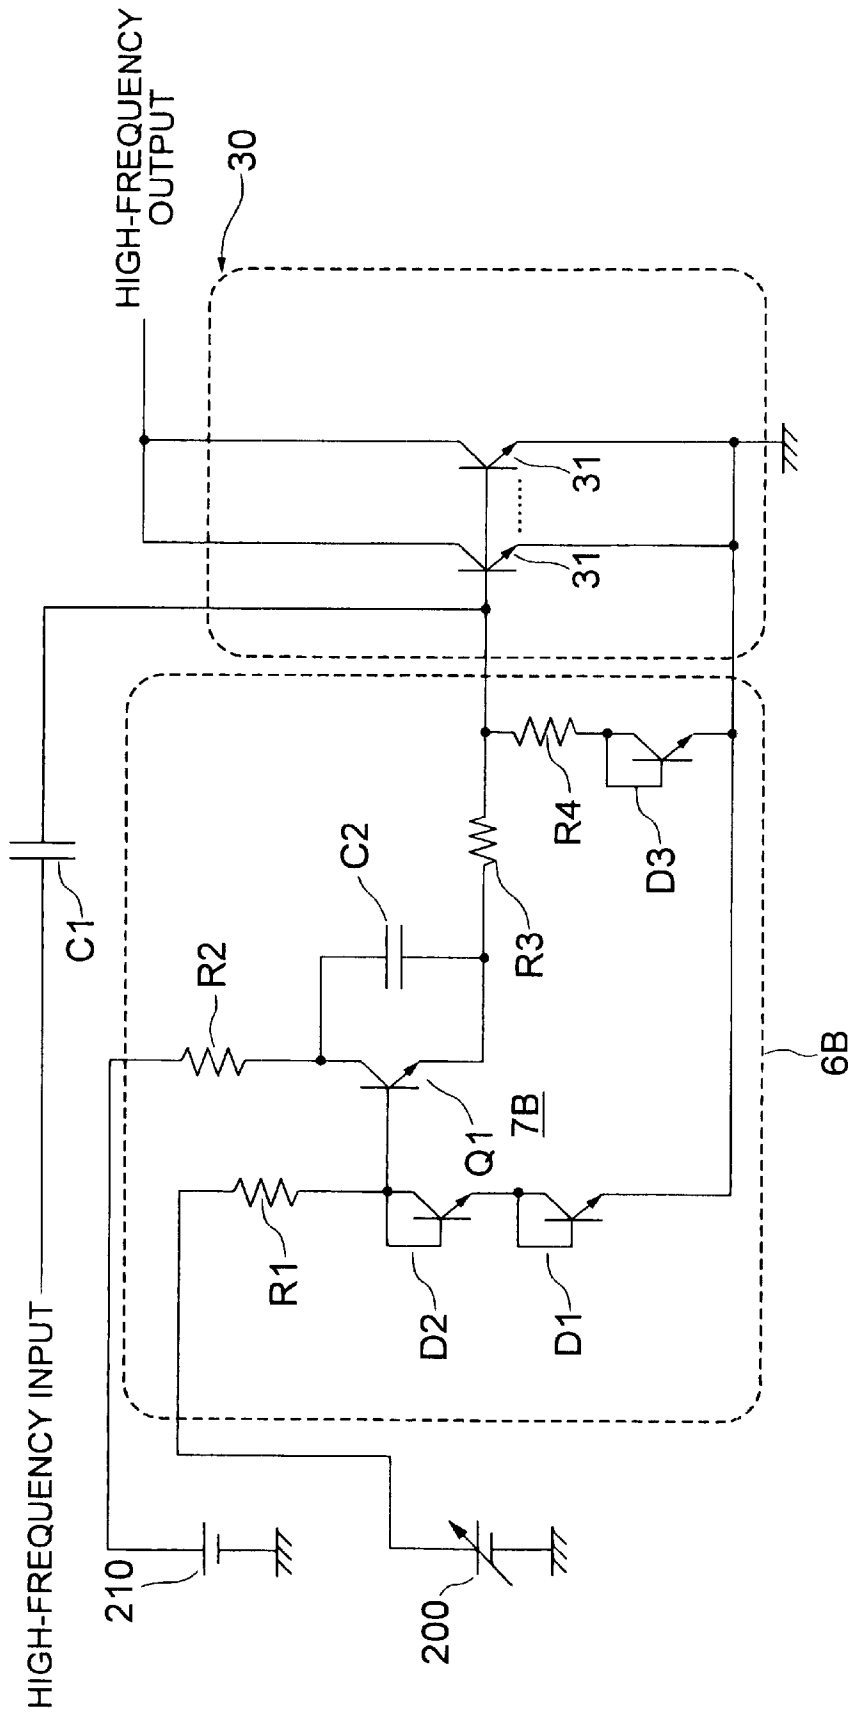 HIGH-FREQUENCY INPUT
C1
HIGH-FREQUENCY
OUTPUT
30
210
R2
C2
R1
200
D2
Q1
7B
D1
R3
R4
D3
31
31
6B